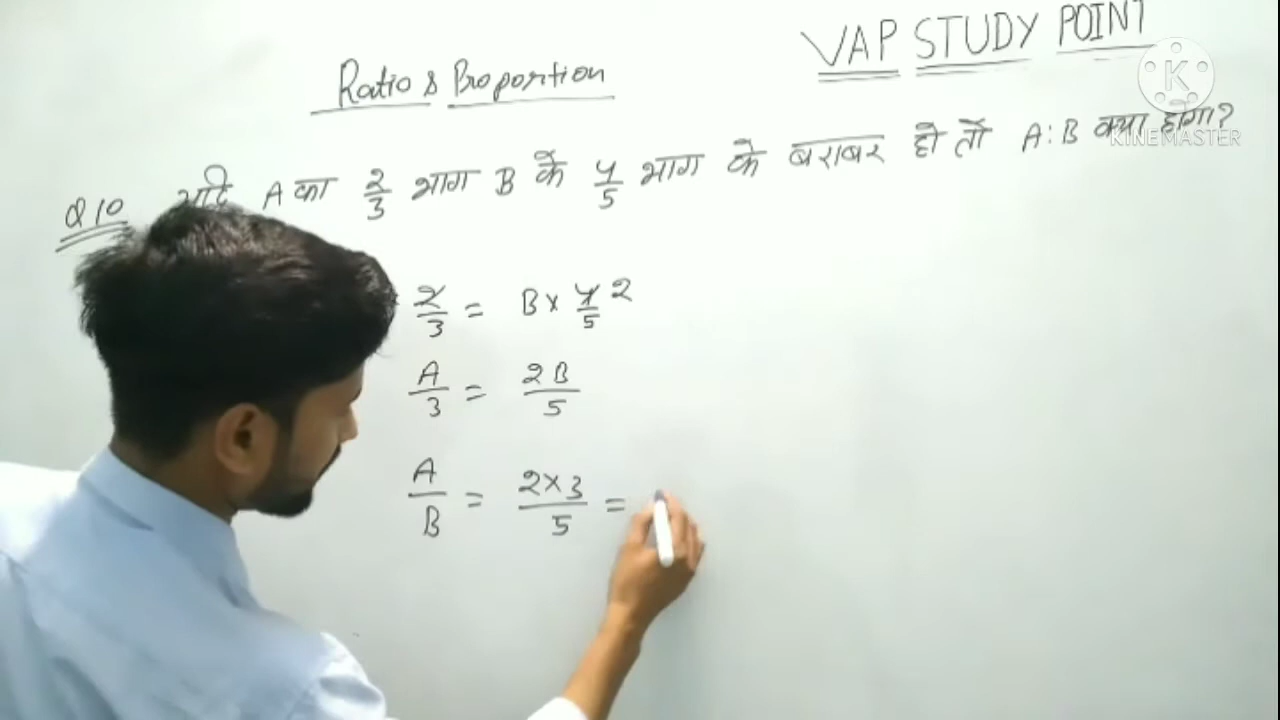 VAP STUDY POINT
Ratio & Proportion
K
KINEMASTER
Q10 यदि A का 2/3 भाग B के 4/5 भाग के बराबर हो तो A:B क्या होगा?
2/3 = B × 4/5 2
A/3 = 2B/5
A/B = 2×3/5 =